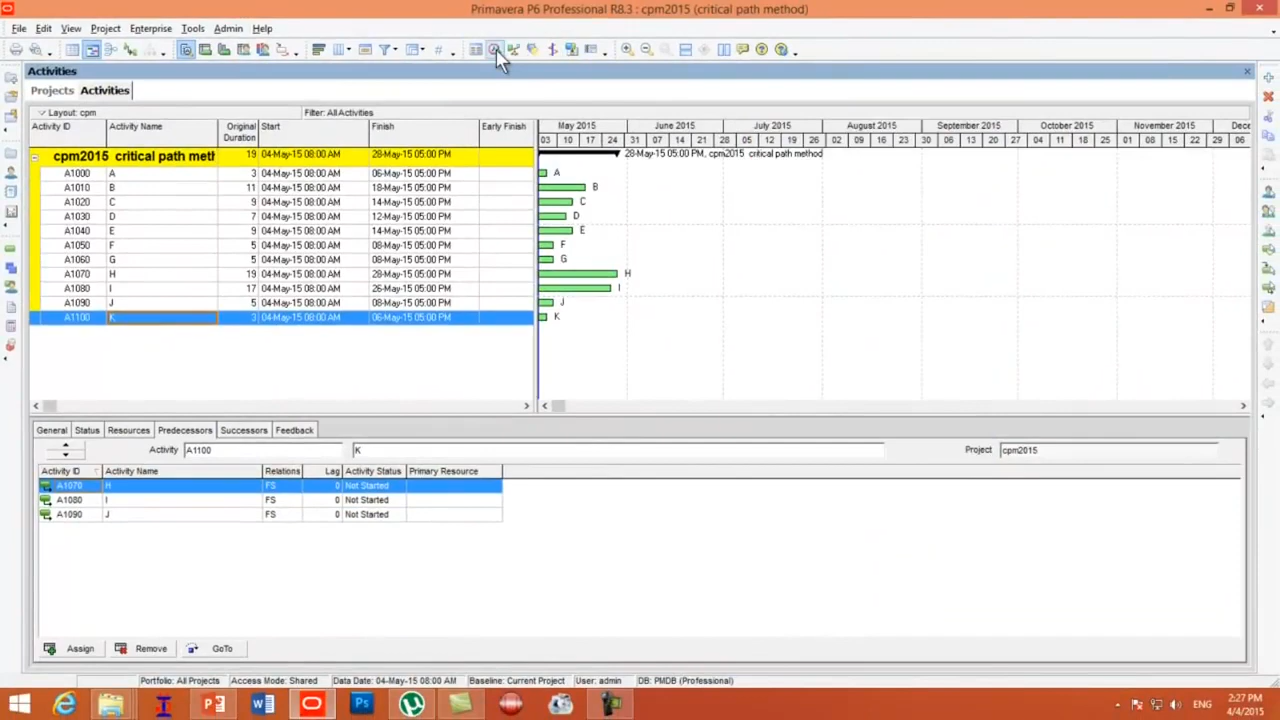 Primavera P6 Professional R8.3 : cpm2015 (critical path method)
File Edit View Project Enterprise Tools Admin Help
Activities
Projects Activities
Layout: cpm Filter: All Activities
Activity ID Activity Name Original Duration Start Finish Early Finish
May 2015 June 2015 July 2015 August 2015 September 2015 October 2015 November 2015 Dece
03 10 17 24 31 07 14 21 28 05 12 19 26 02 09 16 23 30 06 13 20 27 04 11 18 25 01 08 15 22 29 06
cpm2015 critical path meth 19 04-May-15 08:00 AM 28-May-15 05:00 PM 28-May-15 05:00 PM, cpm2015 critical path method
A1000 A 3 04-May-15 08:00 AM 06-May-15 05:00 PM A
A1010 B 11 04-May-15 08:00 AM 18-May-15 05:00 PM B
A1020 C 9 04-May-15 08:00 AM 14-May-15 05:00 PM C
A1030 D 7 04-May-15 08:00 AM 12-May-15 05:00 PM D
A1040 E 9 04-May-15 08:00 AM 14-May-15 05:00 PM E
A1050 F 5 04-May-15 08:00 AM 08-May-15 05:00 PM F
A1060 G 5 04-May-15 08:00 AM 08-May-15 05:00 PM G
A1070 H 19 04-May-15 08:00 AM 28-May-15 05:00 PM H
A1080 I 17 04-May-15 08:00 AM 26-May-15 05:00 PM I
A1090 J 5 04-May-15 08:00 AM 08-May-15 05:00 PM J
A1100 K 3 04-May-15 08:00 AM 06-May-15 05:00 PM K
General Status Resources Predecessors Successors Feedback
Activity A1100 K Project cpm2015
Activity ID Activity Name Relations Lag Activity Status Primary Resource
A1070 H FS 0 Not Started
A1080 I FS 0 Not Started
A1090 J FS 0 Not Started
Assign Remove GoTo
Portfolio: All Projects Access Mode: Shared Data Date: 04-May-15 08:00 AM Baseline: Current Project User: admin DB: PMDB (Professional)
ENG 2:27 PM
4/4/2015